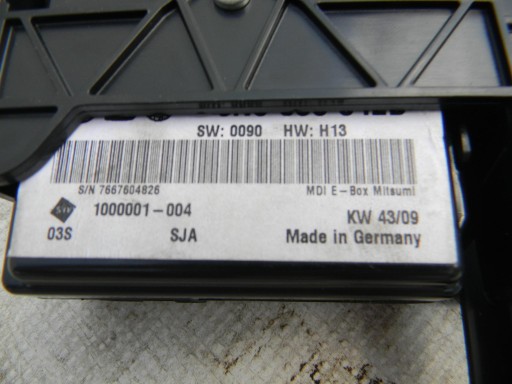 SW: 0090 HW: H13
S/N 7667604826 MDI E-Box Mitsumi
1000001-004 KW 43/09
03S SJA Made in Germany